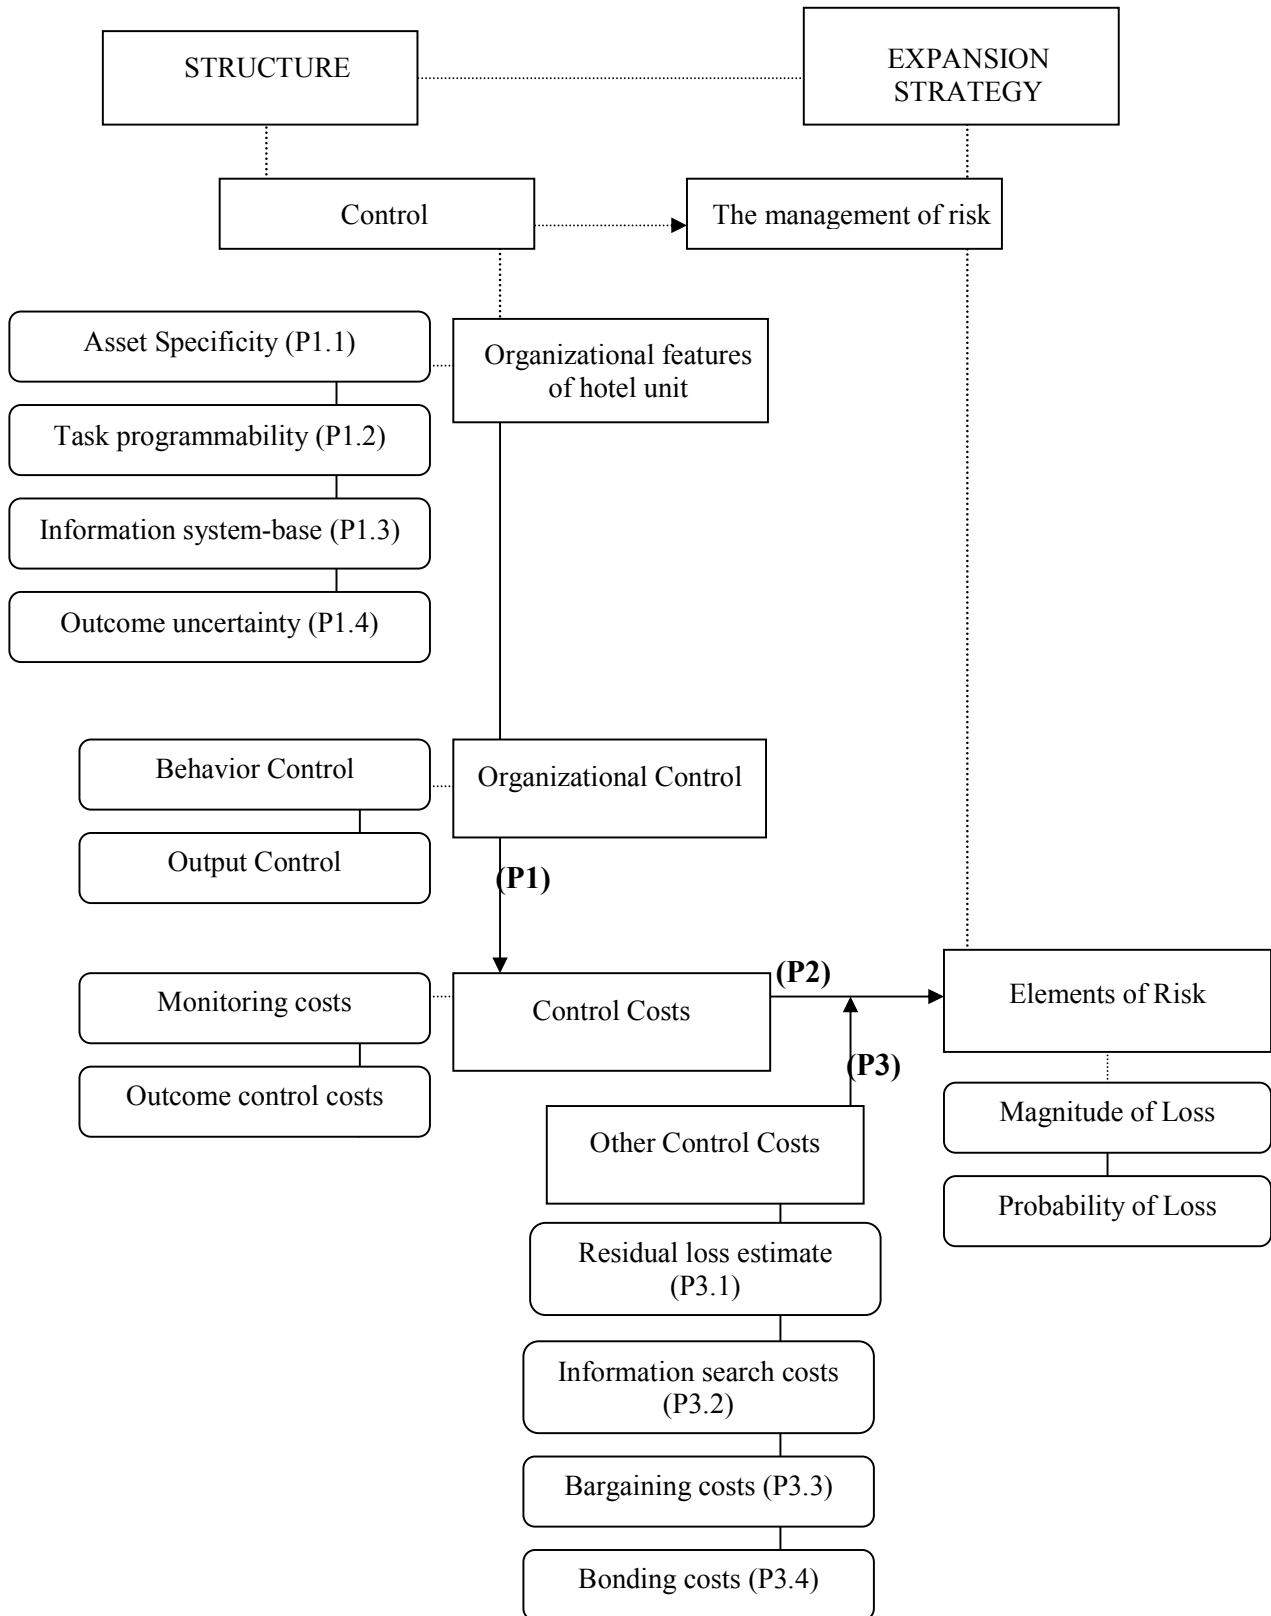 STRUCTURE
EXPANSION
STRATEGY
Control
The management of risk
Asset Specificity (P1.1)
Organizational features
of hotel unit
Task programmability (P1.2)
Information system-base (P1.3)
Outcome uncertainty (P1.4)
Behavior Control
Organizational Control
Output Control
(P1)
Monitoring costs
Control Costs
(P2)
Elements of Risk
(P3)
Outcome control costs
Magnitude of Loss
Other Control Costs
Probability of Loss
Residual loss estimate
(P3.1)
Information search costs
(P3.2)
Bargaining costs (P3.3)
Bonding costs (P3.4)